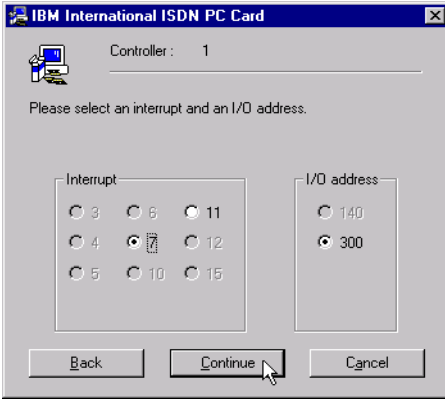 IBM International ISDN PC Card
Controller : 1
Please select an interrupt and an I/O address.
Interrupt I/O address
3 6 11 140
4 7 12 300
5 10 15
Back Continue Cancel